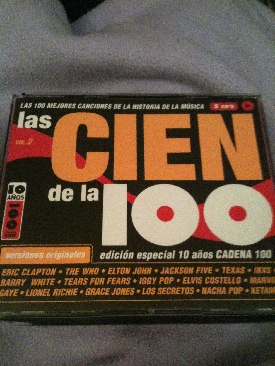 LAS 100 MEJORES CANCIONES DE LA HISTORIA DE LA MÚSICA
las
CIEN
VOL. 2
de la
100
10
AÑOS
versiones originales
edición especial 10 años CADENA 100
ERIC CLAPTON • THE WHO • ELTON JOHN • JACKSON FIVE • TEXAS • INXS •
BARRY WHITE • TEARS FOR FEARS • IGGY POP • ELVIS COSTELLO •
GAYE • LIONEL RICHIE • GRACE JONES • LOS SECRETOS • NACHA POP •